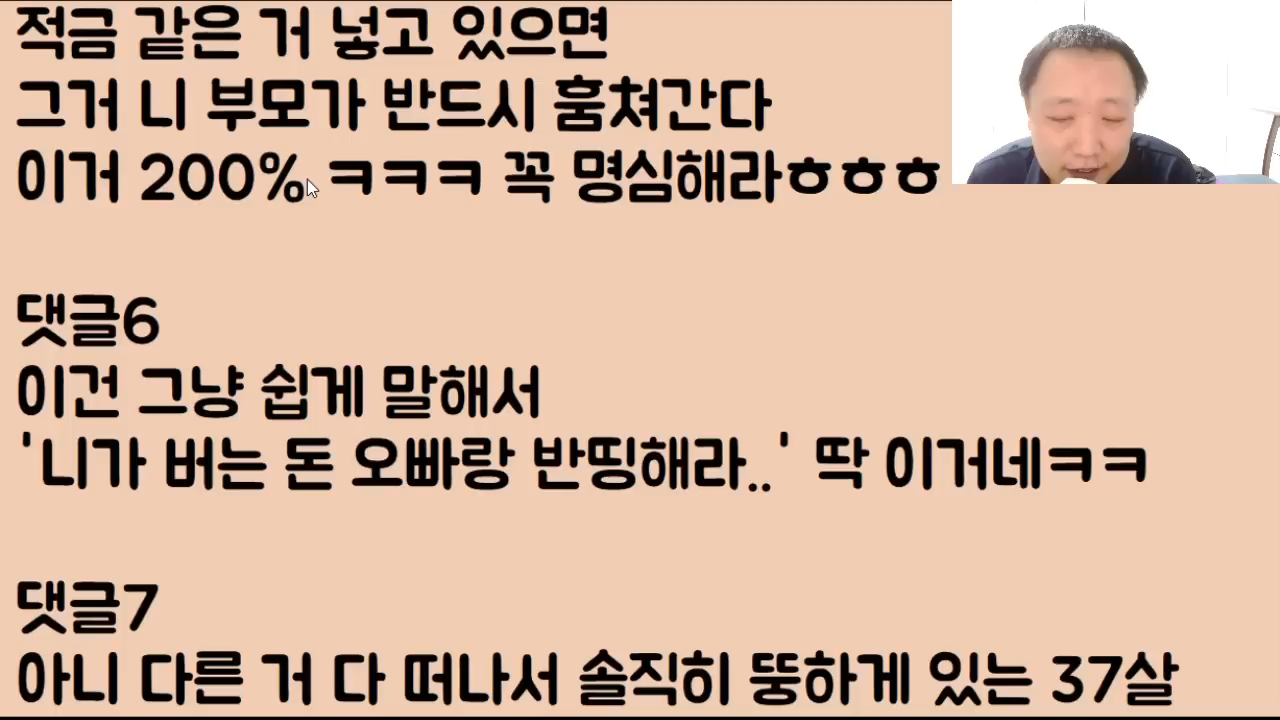 적금 같은 거 넣고 있으면
그거 니 부모가 반드시 훔쳐간다
이거 200% ㅋㅋㅋ 꼭 명심해라ㅎㅎㅎ
댓글6
이건 그냥 쉽게 말해서
'니가 버는 돈 오빠랑 반띵해라..' 딱 이거네ㅋㅋ
댓글7
아니 다른 거 다 떠나서 솔직히 뚱하게 있는 37살